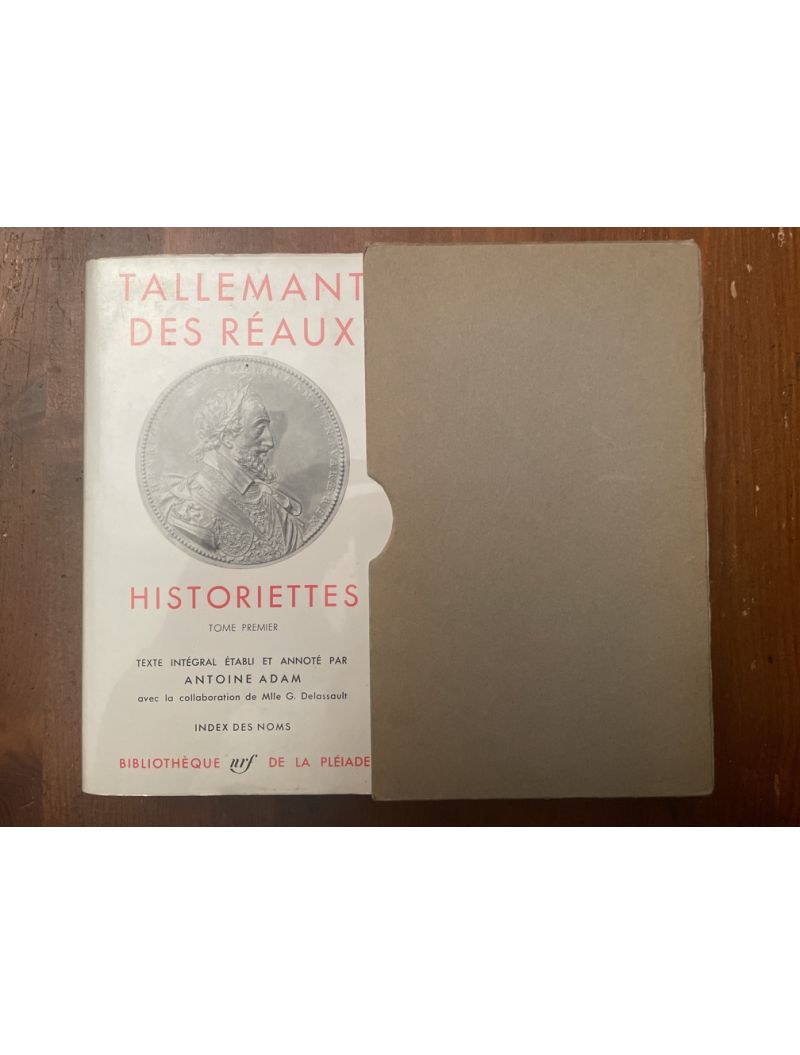 TALLEMANT
DES RÉAUX
HISTORIETTES
TOME PREMIER
TEXTE INTÉGRAL ÉTABLI ET ANNOTÉ PAR
ANTOINE ADAM
avec la collaboration de Mlle G. Delassault
INDEX DES NOMS
BIBLIOTHÈQUE nrf DE LA PLÉIADE